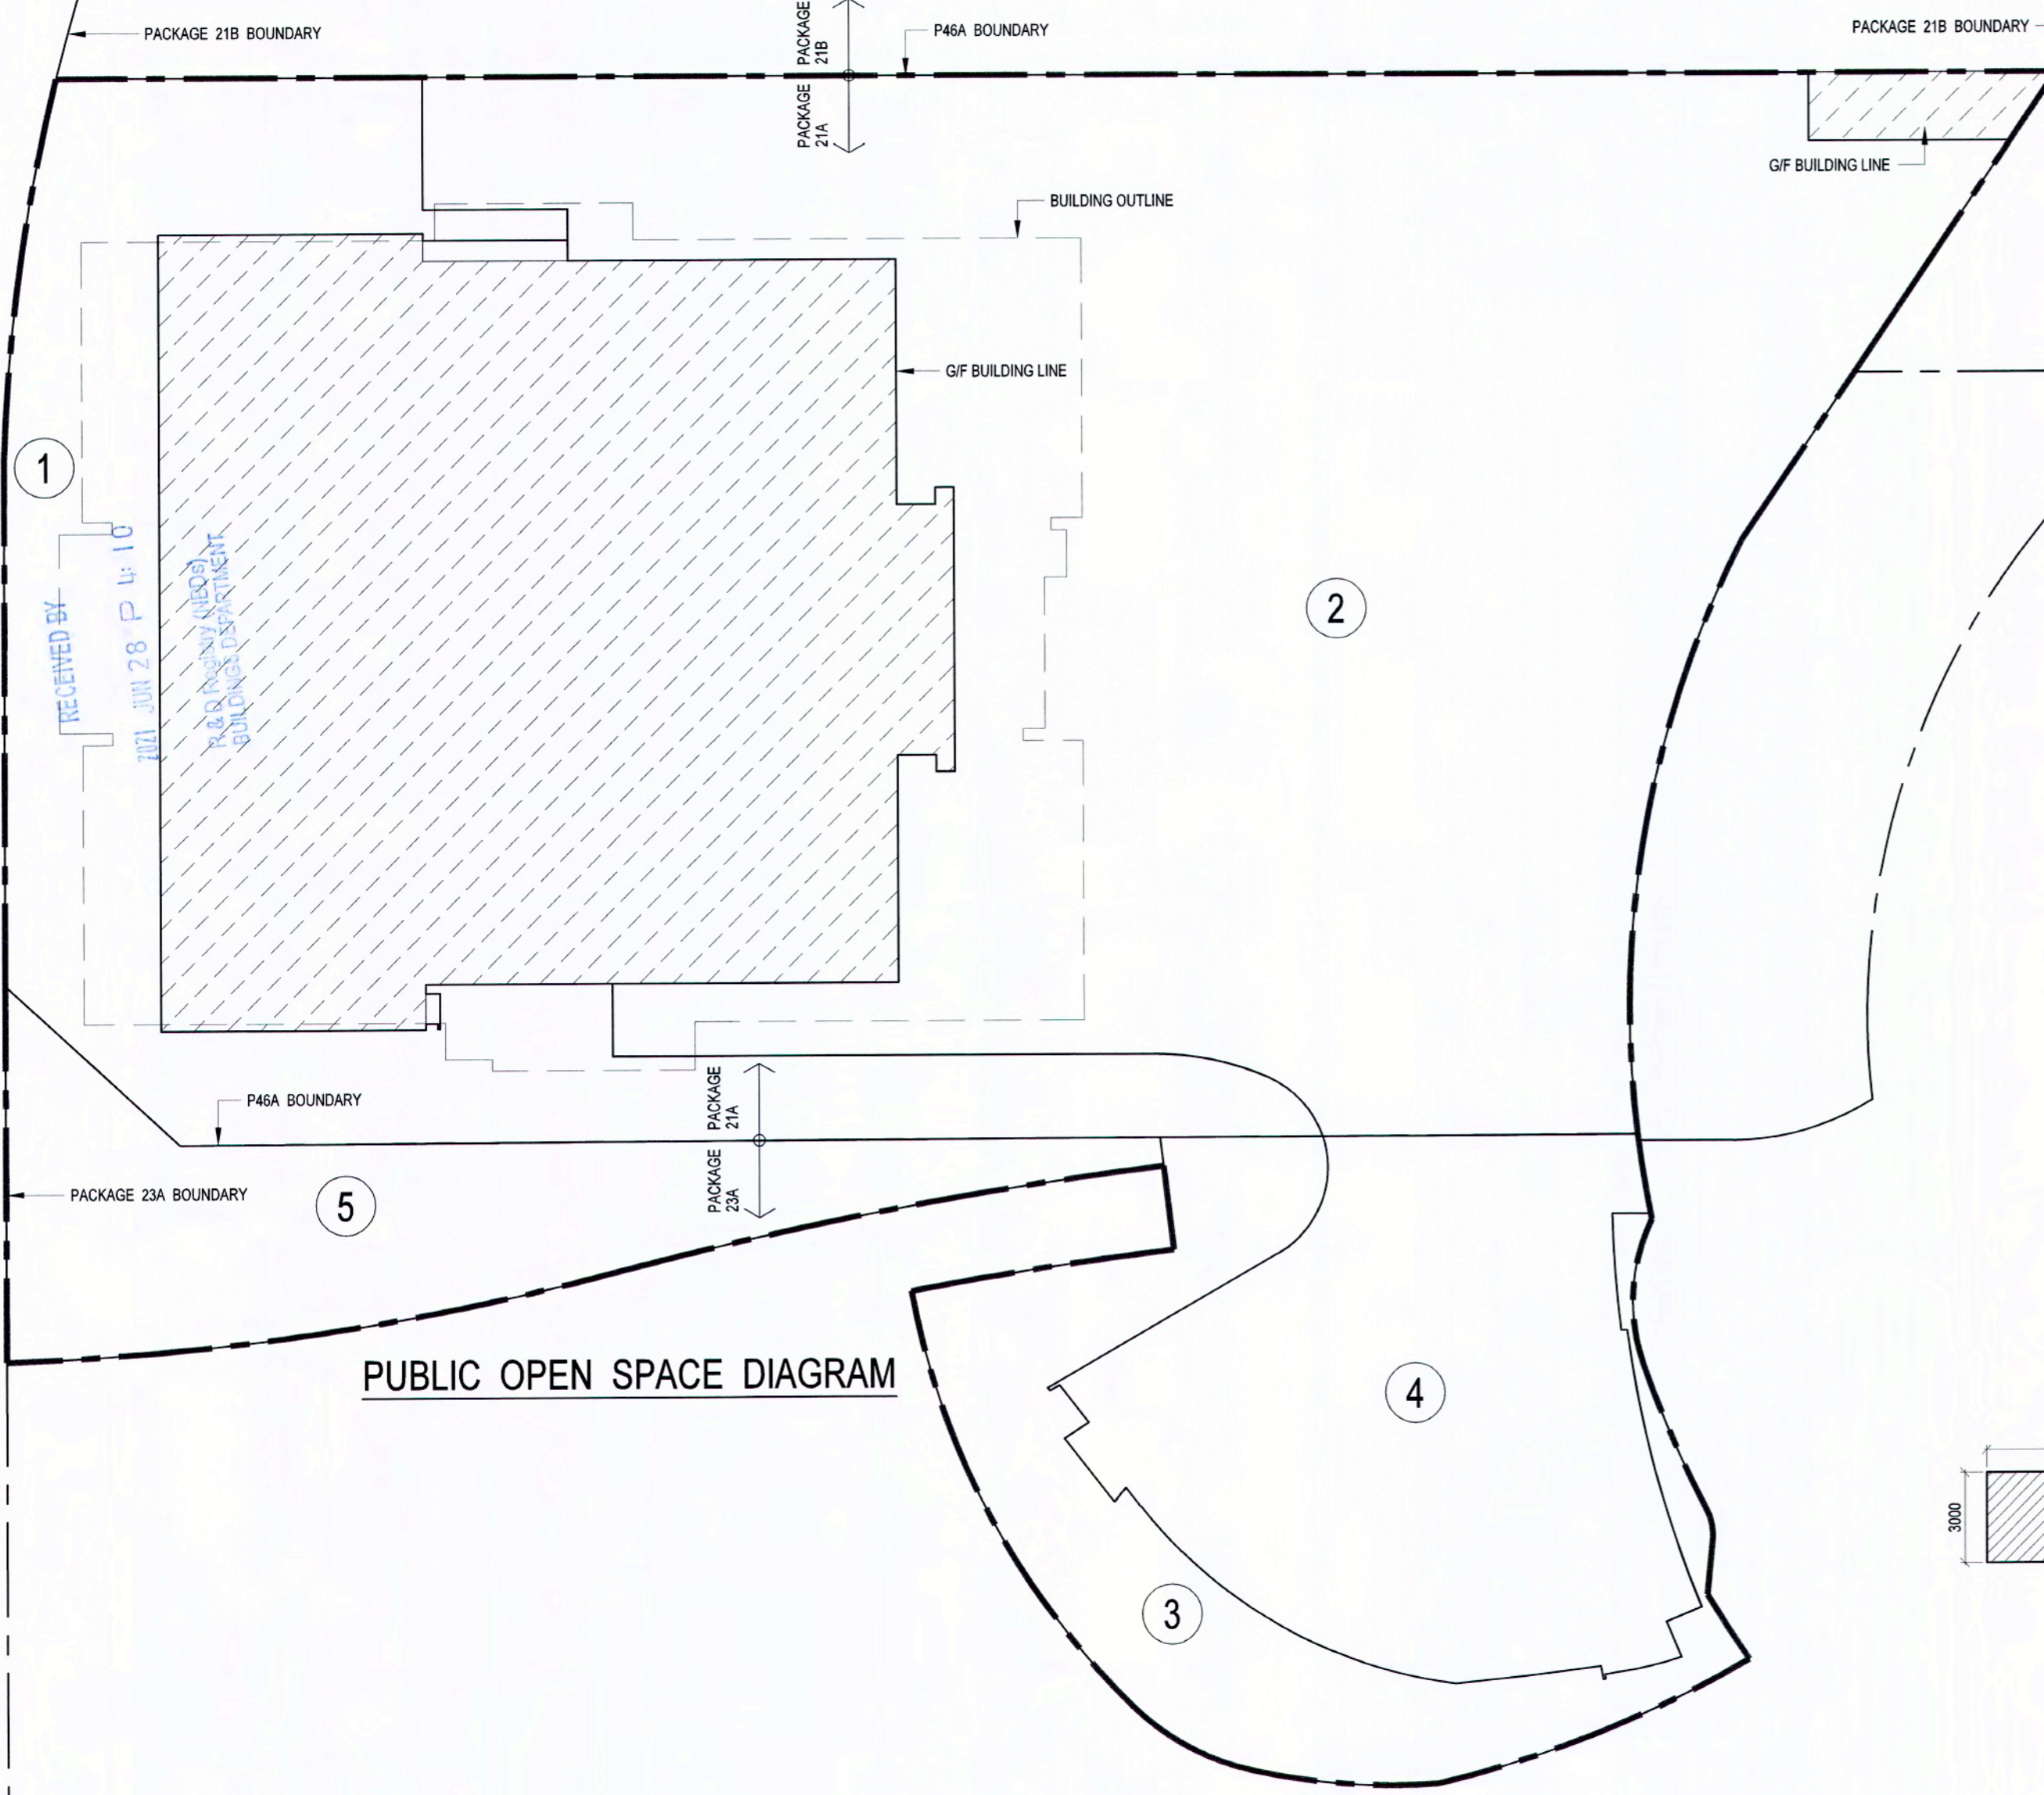 PACKAGE 21B BOUNDARY
PACKAGE
21B
P46A BOUNDARY
PACKAGE 21B BOUNDARY
PACKAGE
21A
G/F BUILDING LINE
BUILDING OUTLINE
G/F BUILDING LINE
1
RECEIVED BY
2021 JUN 28 P 4: 10
R & D Registry (NBDs)
BUILDINGS DEPARTMENT
2
P46A BOUNDARY
PACKAGE
21A
PACKAGE 23A BOUNDARY
5
PACKAGE
23A
PUBLIC OPEN SPACE DIAGRAM
4
3000
3